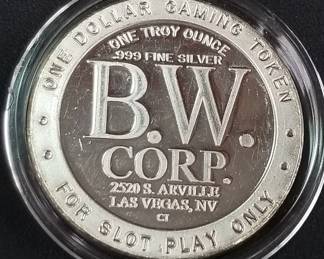 ONE DOLLAR GAMING TOKEN
ONE TROY OUNCE
.999 FINE SILVER
B.W.
CORP.
2520 S. ARVILLE
LAS VEGAS, NV
CT
FOR SLOT PLAY ONLY